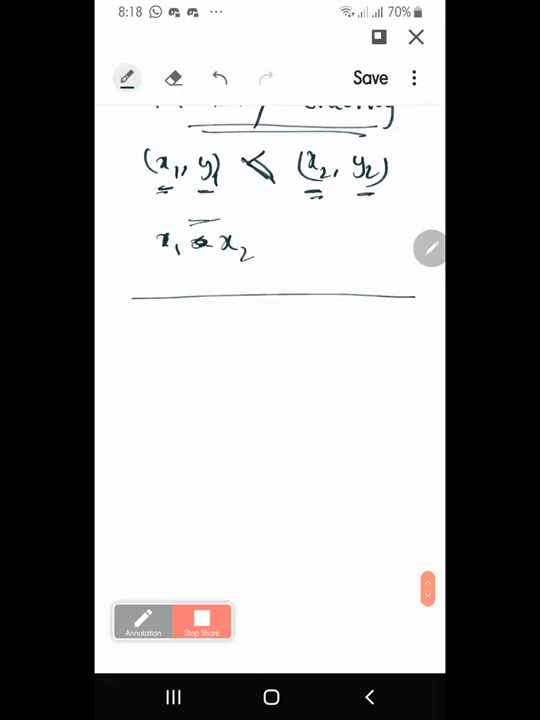 8:18 70%
Save
(x₁, y₁) < (x₂, y₂)
x₁ x₂
Annotation Stop Share